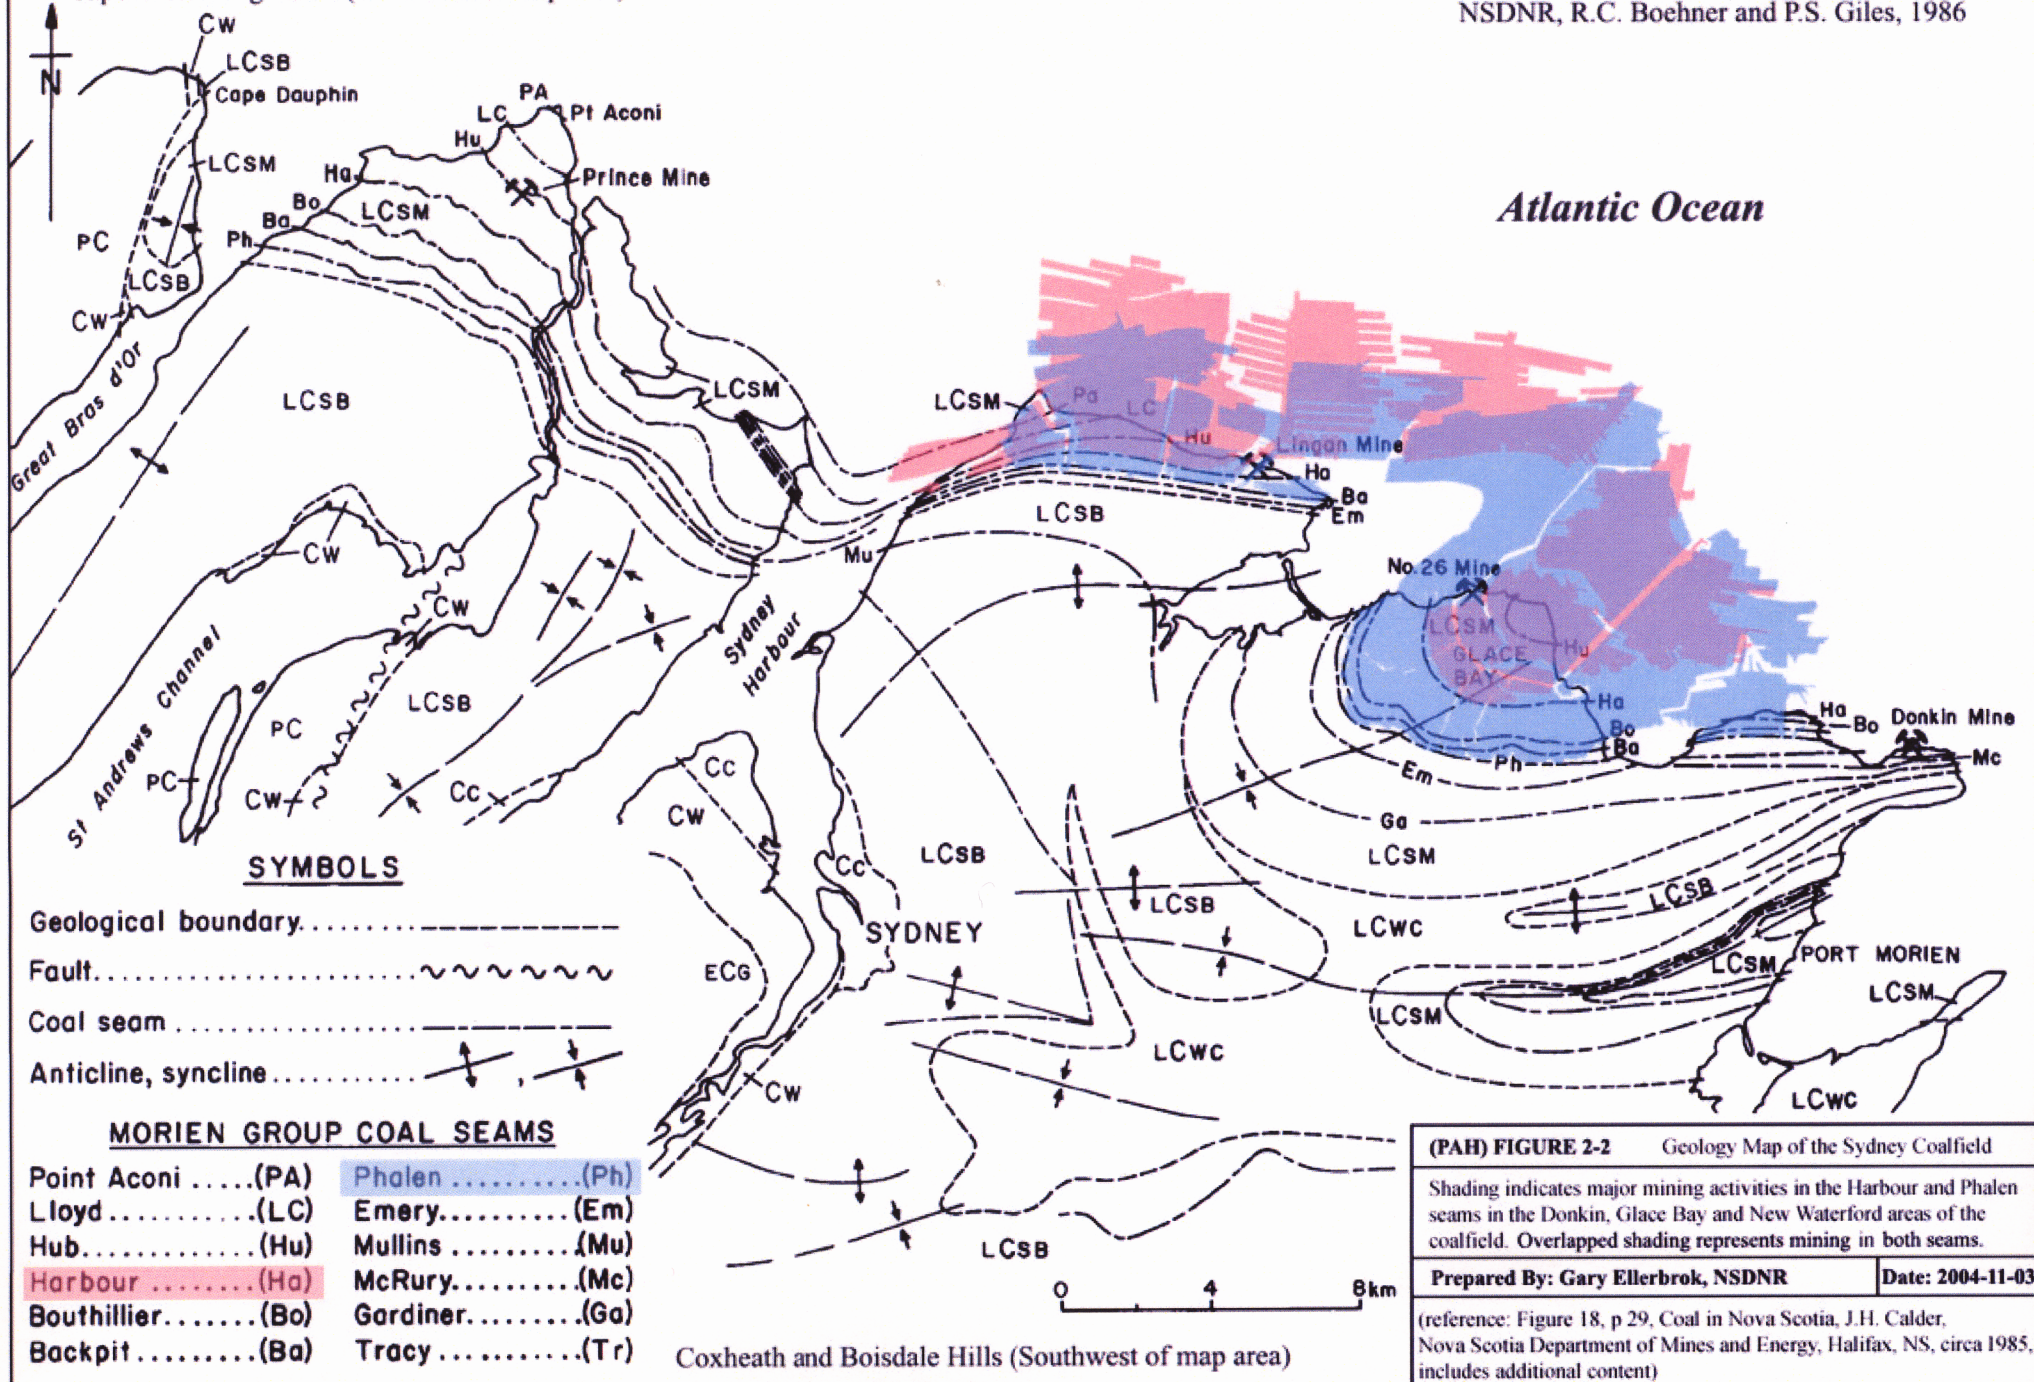 NSDNR, R.C. Boehner and P.S. Giles, 1986
N
CW
LCSB
Cape Dauphin
LCSM
PC
LCSB
CW
PA
LC
Pt Aconi
Hu
Prince Mine
Ha
Bo
LCSM
Ba
Ph
Atlantic Ocean
Great Bras d'Or
LCSB
LCSM
LCSM
Pa
LC
Hu
Lingan Mine
Ha
Ba
Em
LCSB
CW
Mu
No. 26 Mine
CW
LCSM
Hu
GLACE
BAY
St Andrews Channel
Sydney
Harbour
LCSB
PC
PC
CW
Cc
Ha
Bo
Ba
Ph
Em
Ha
Bo
Donkin Mine
Mc
Ga
Cc
CW
Cc
LCSB
LCSM
LCSB
LCSB
LCWC
SYDNEY
ECG
LCSM
PORT MORIEN
LCSM
LCSM
LCWC
CW
LCWC
LCSB
SYMBOLS
Geological boundary
Fault
Coal seam
Anticline, syncline
,
MORIEN GROUP COAL SEAMS
Point Aconi .....(PA)
Lloyd...........(LC)
Hub.............(Hu)
Harbour ........(Ha)
Bouthillier.......(Bo)
Backpit.........(Ba)
Phalen ..........(Ph)
Emery..........(Em)
Mullins .........(Mu)
McRury.........(Mc)
Gardiner........(Ga)
Tracy ...........(Tr)
0 4 8km
Coxheath and Boisdale Hills (Southwest of map area)
(PAH) FIGURE 2-2 Geology Map of the Sydney Coalfield
Shading indicates major mining activities in the Harbour and Phalen
seams in the Donkin, Glace Bay and New Waterford areas of the
coalfield. Overlapped shading represents mining in both seams.
Prepared By: Gary Ellerbrok, NSDNR
Date: 2004-11-03
(reference: Figure 18, p 29, Coal in Nova Scotia, J.H. Calder,
Nova Scotia Department of Mines and Energy, Halifax, NS, circa 1985,
includes additional content)